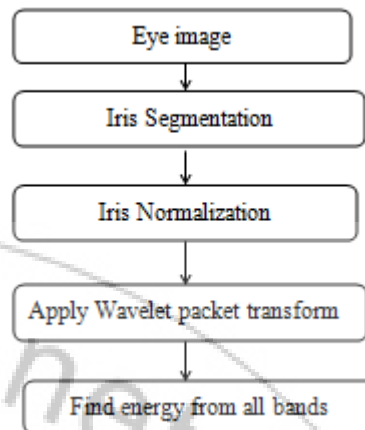 Eye image
Iris Segmentation
Iris Normalization
Apply Wavelet packet transform
Find energy from all bands